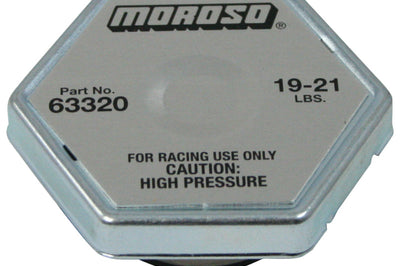 MOROSO
Part No.
63320
19-21
LBS.
FOR RACING USE ONLY
CAUTION:
HIGH PRESSURE